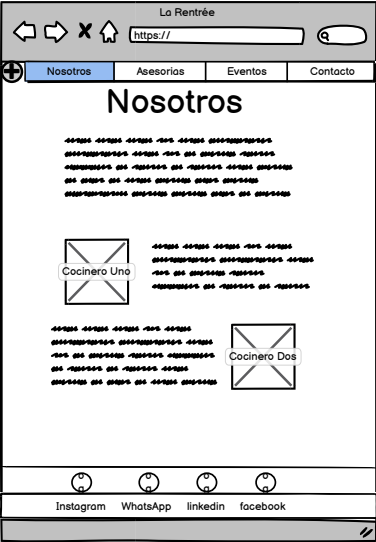 La Rentrée
https://
Nosotros Asesorias Eventos Contacto
Nosotros
Cocinero Uno
Cocinero Dos
Instagram WhatsApp linkedin facebook